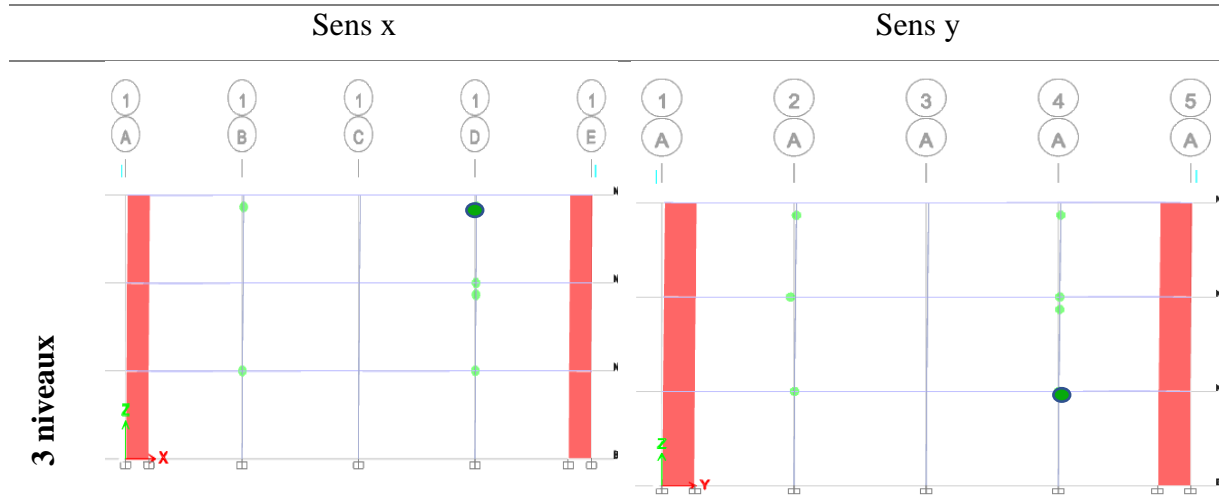 Sens x Sens y
1 1 1 1 1 1 2 3 4 5
A B C D E A A A A A
3 niveaux
Z Z
X Y